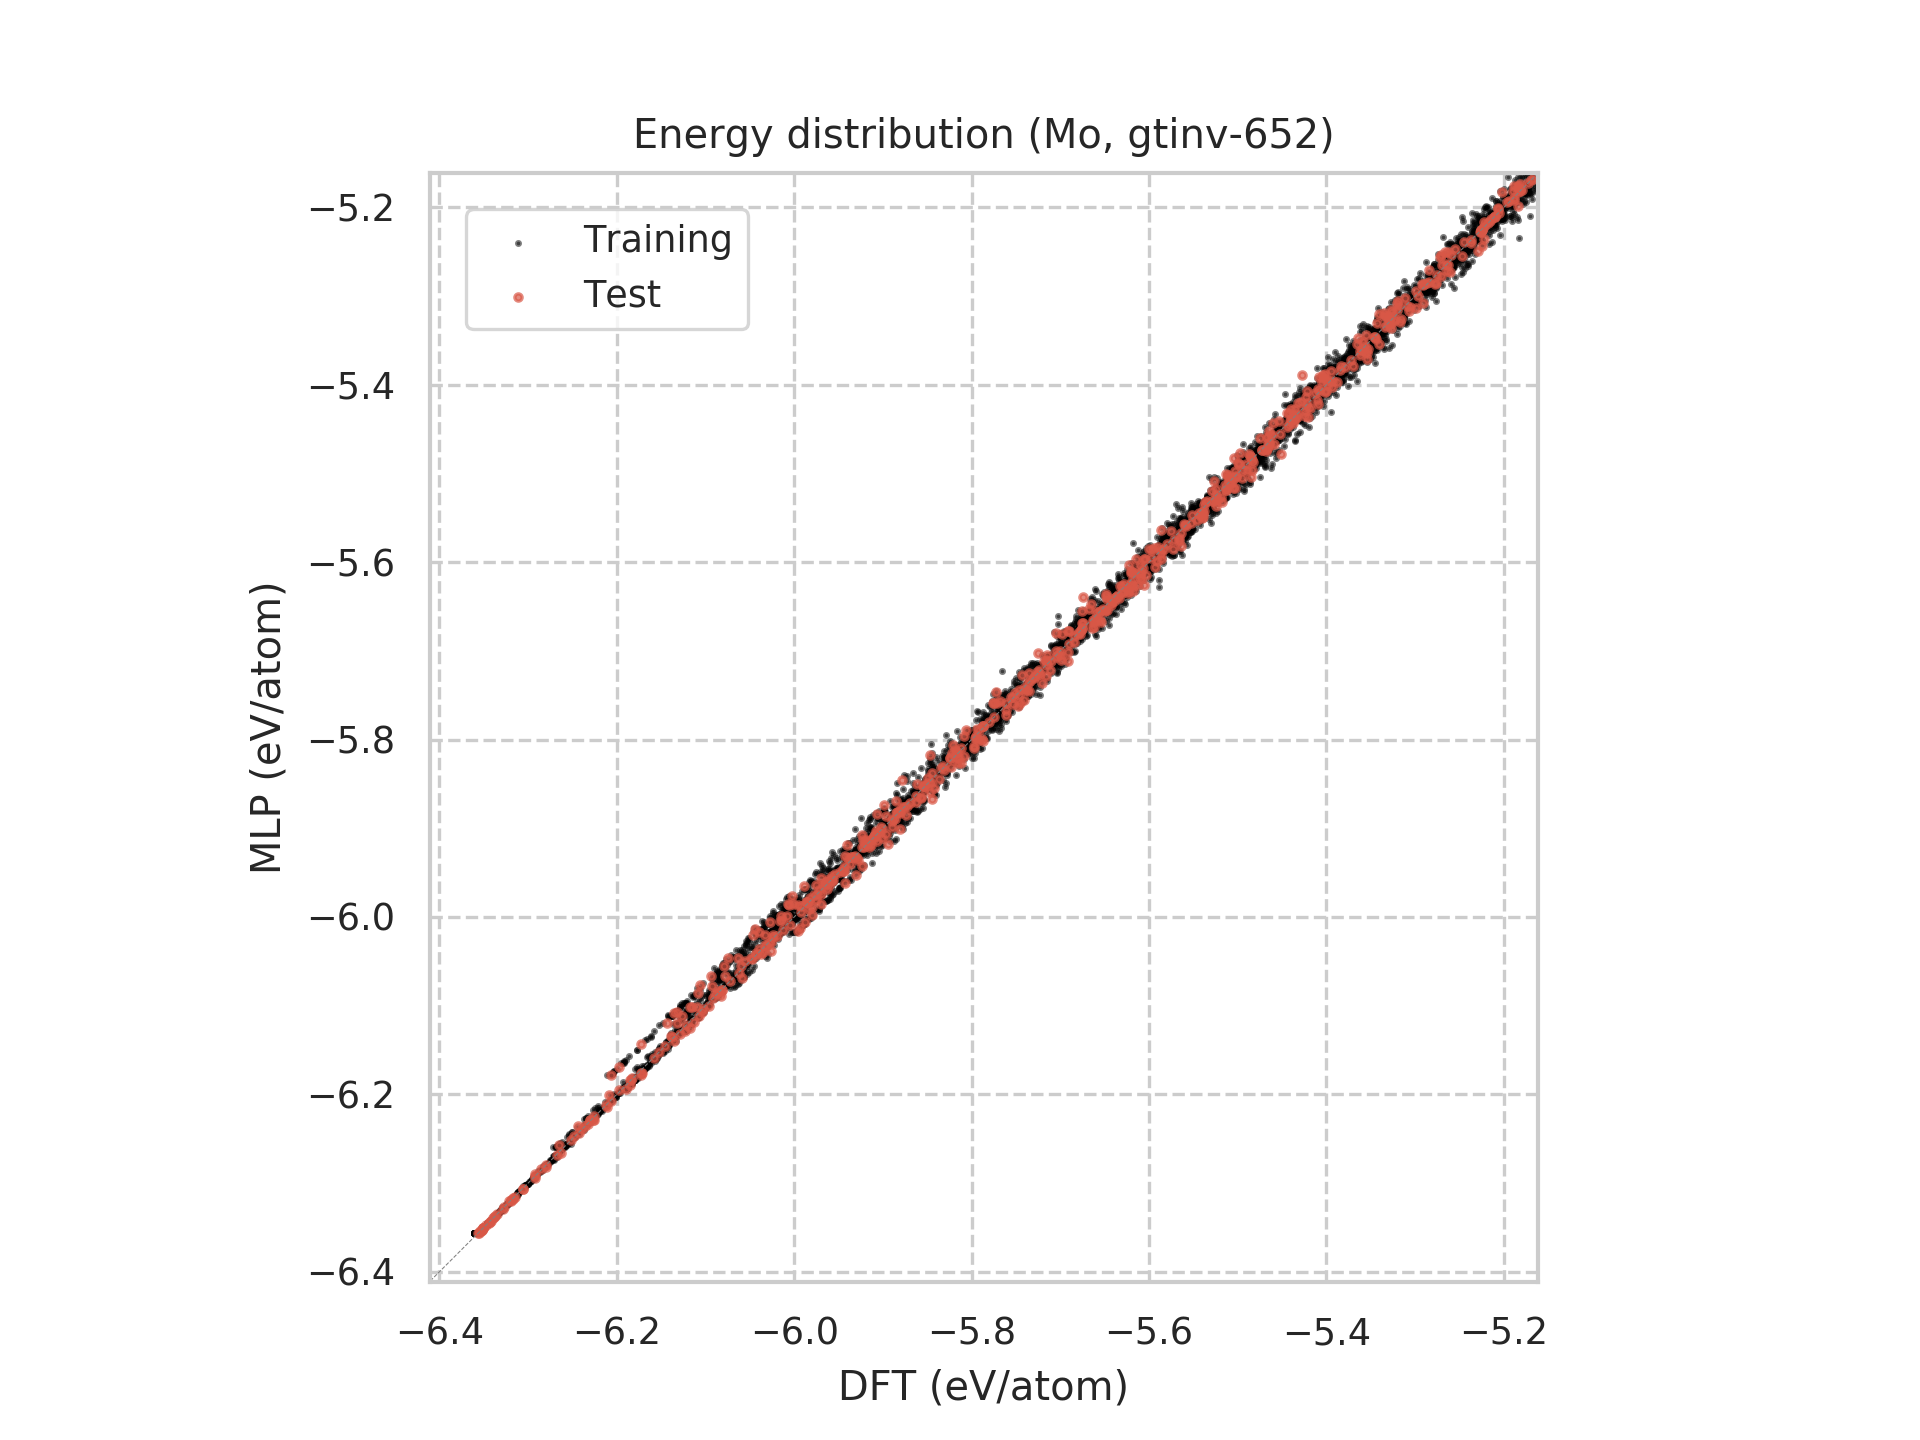 Energy distribution (Mo, gtinv-652)
Training
Test
−5.2
−5.4
−5.6
−5.8
−6.0
−6.2
−6.4
MLP (eV/atom)
−6.4 −6.2 −6.0 −5.8 −5.6 −5.4 −5.2
DFT (eV/atom)